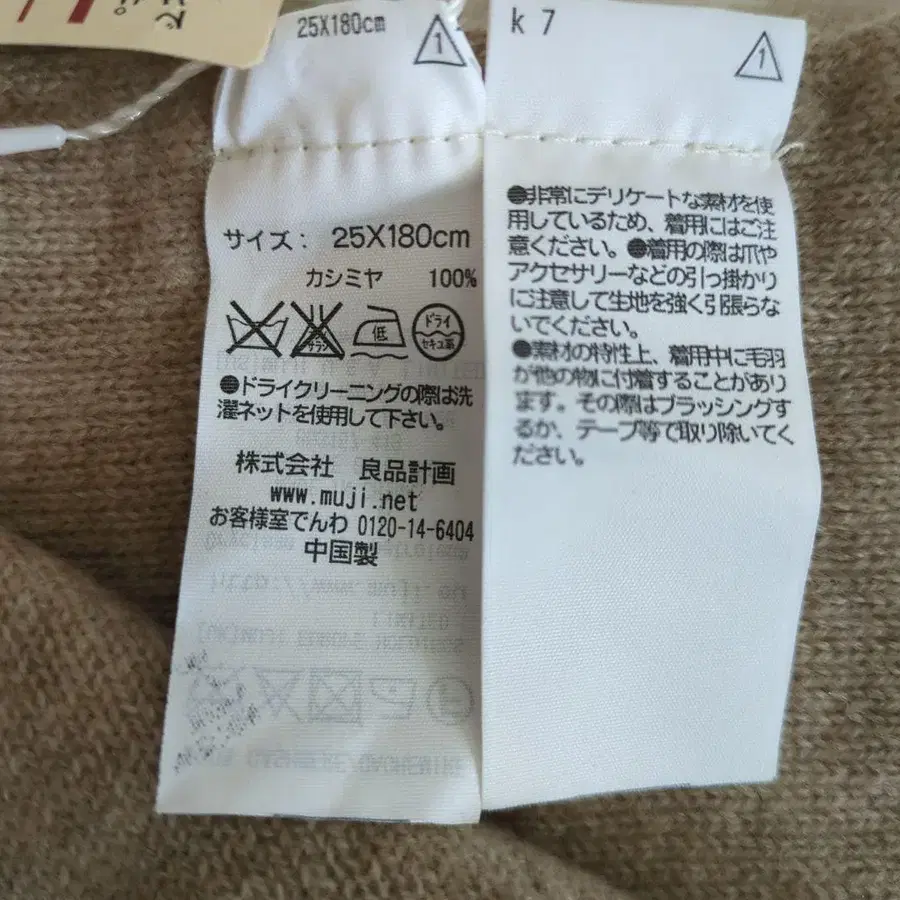 25X180cm
1
サイズ: 25X180cm
カシミヤ 100%
低
ドライ
セキユ系
●ドライクリーニングの際は洗
濯ネットを使用して下さい。
株式会社 良品計画
www.muji.net
お客様室でんわ 0120-14-6404
中国製
k 7
1
●非常にデリケートな素材を使
用しているため、着用にはご注
意ください。●着用の際は爪や
アクセサリーなどの引っ掛かり
に注意して生地を強く引張らな
いでください。
●素材の特性上、着用中に毛羽
が他の物に付着することがあり
ます。その際はブラッシングす
るか、テープ等で取り除いてく
ださい。